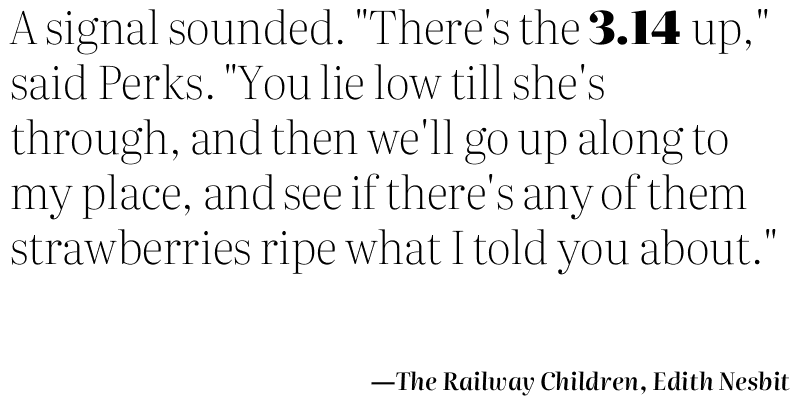 A signal sounded. "There's the 3.14 up,"
said Perks. "You lie low till she's
through, and then we'll go up along to
my place, and see if there's any of them
strawberries ripe what I told you about."
—The Railway Children, Edith Nesbit